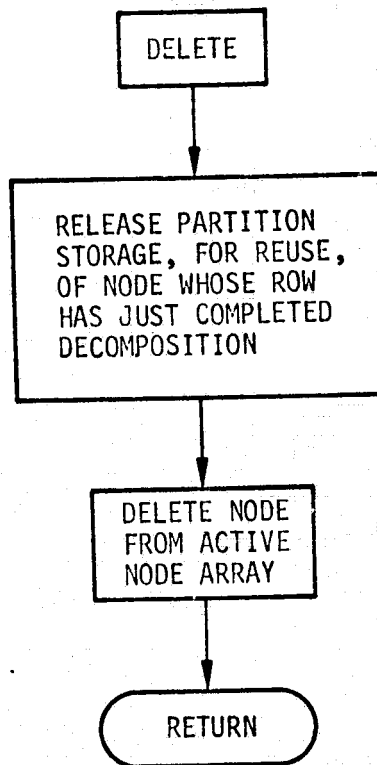 DELETE
RELEASE PARTITION
STORAGE, FOR REUSE,
OF NODE WHOSE ROW
HAS JUST COMPLETED
DECOMPOSITION
DELETE NODE
FROM ACTIVE
NODE ARRAY
RETURN